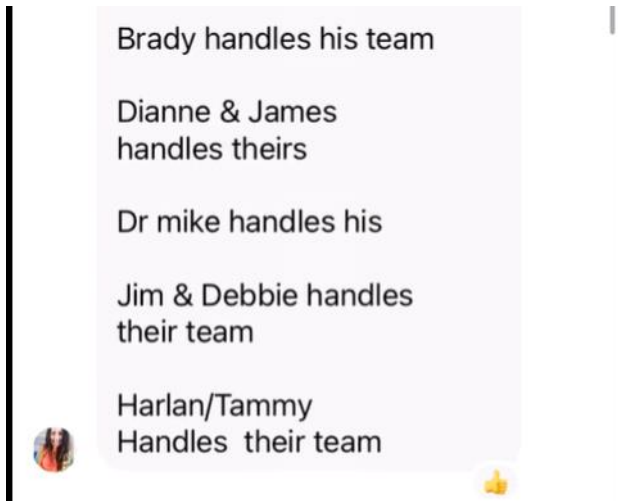 Brady handles his team
Dianne & James
handles theirs
Dr mike handles his
Jim & Debbie handles
their team
Harlan/Tammy
Handles  their team